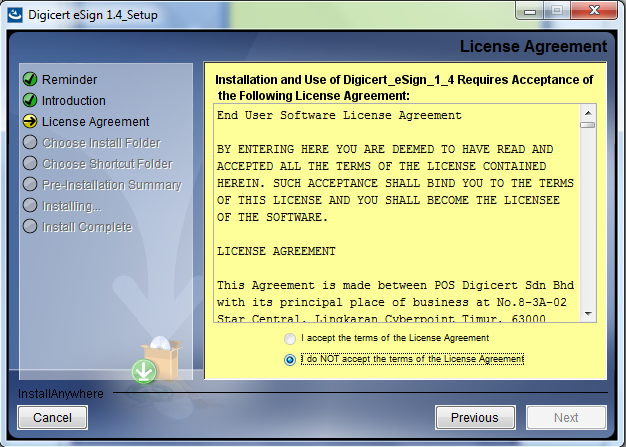 Digicert eSign 1.4_Setup
License Agreement
Reminder
Introduction
License Agreement
Choose Install Folder
Choose Shortcut Folder
Pre-Installation Summary
Installing...
Install Complete
Installation and Use of Digicert_eSign_1_4 Requires Acceptance of
the Following License Agreement:
End User Software License Agreement
BY ENTERING HERE YOU ARE DEEMED TO HAVE READ AND
ACCEPTED ALL THE TERMS OF THE LICENSE CONTAINED
HEREIN. SUCH ACCEPTANCE SHALL BIND YOU TO THE TERMS
OF THIS LICENSE AND YOU SHALL BECOME THE LICENSEE
OF THE SOFTWARE.
LICENSE AGREEMENT
This Agreement is made between POS Digicert Sdn Bhd
with its principal place of business at No.8-3A-02
Star Central, Lingkaran Cyberpoint Timur, 63000
I accept the terms of the License Agreement
I do NOT accept the terms of the License Agreement
InstallAnywhere
Cancel
Previous
Next